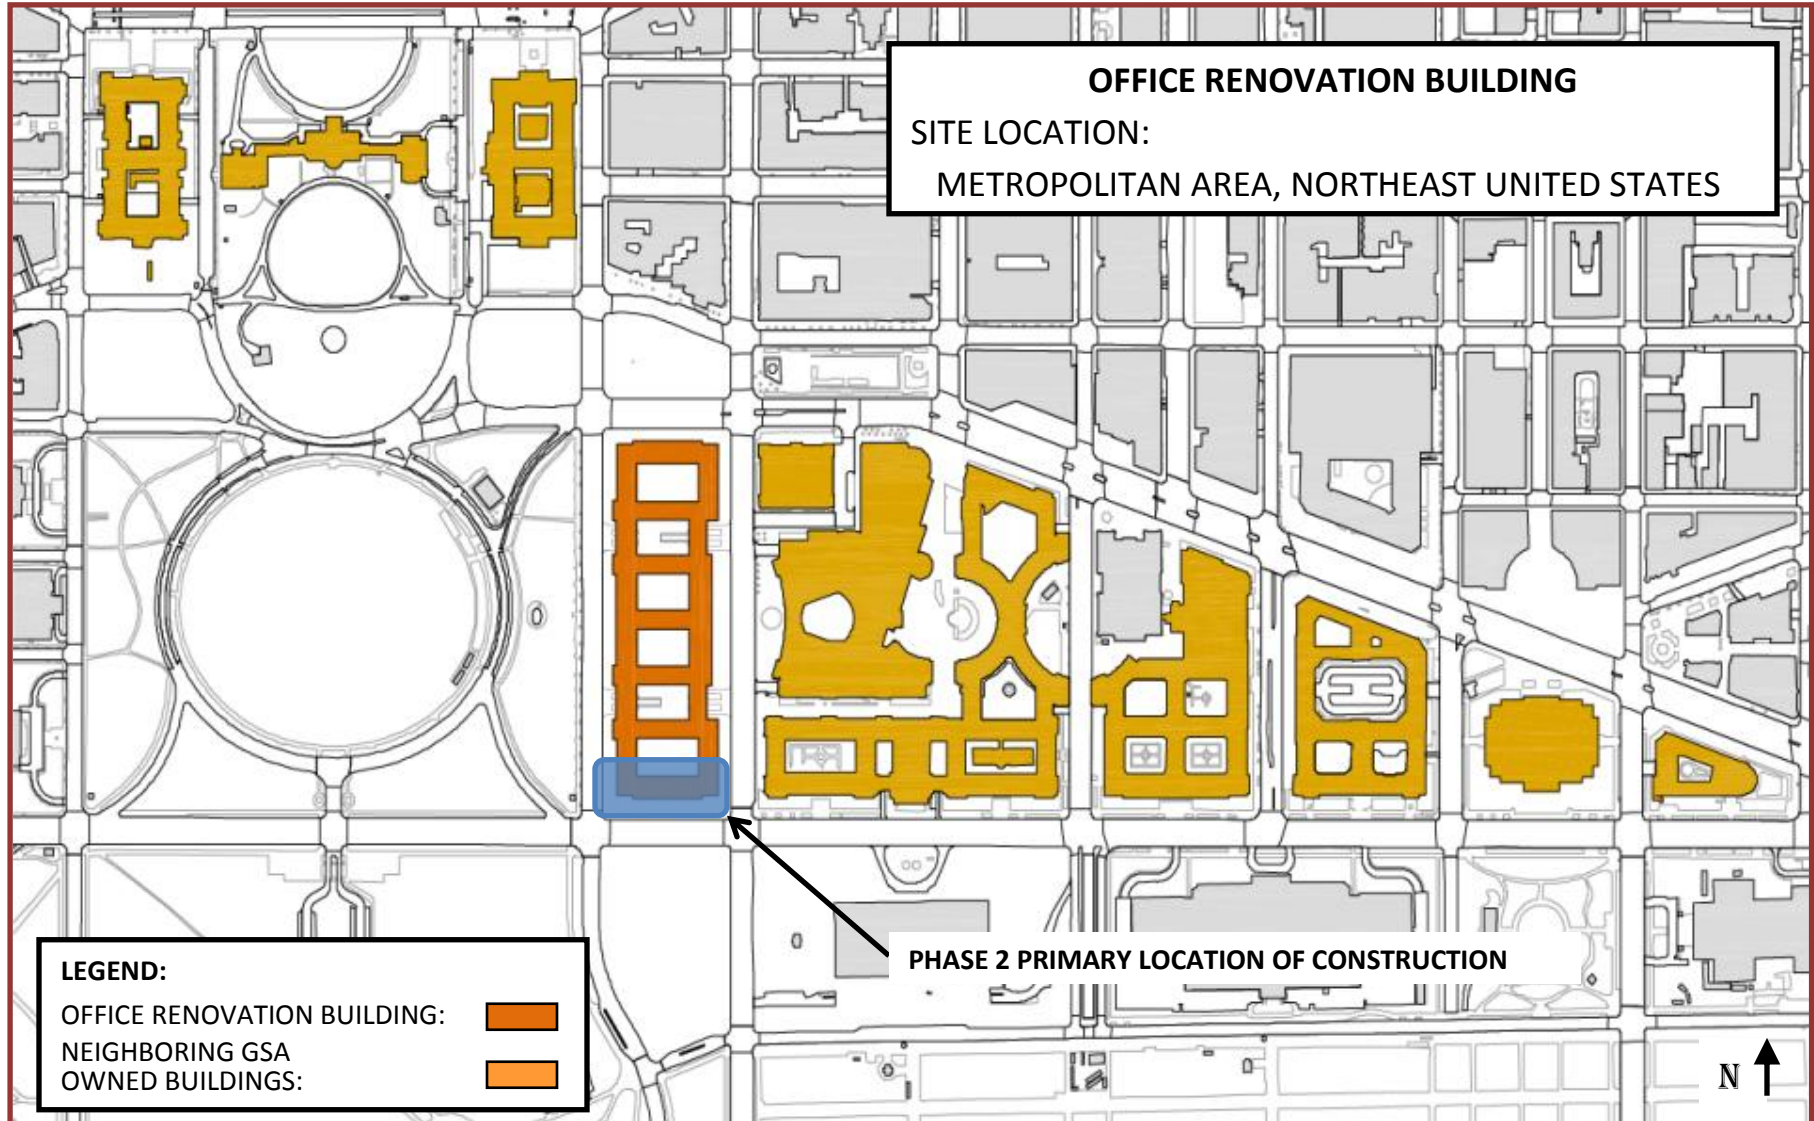 OFFICE RENOVATION BUILDING
SITE LOCATION:
METROPOLITAN AREA, NORTHEAST UNITED STATES
PHASE 2 PRIMARY LOCATION OF CONSTRUCTION
LEGEND:
OFFICE RENOVATION BUILDING:
NEIGHBORING GSA
OWNED BUILDINGS:
N